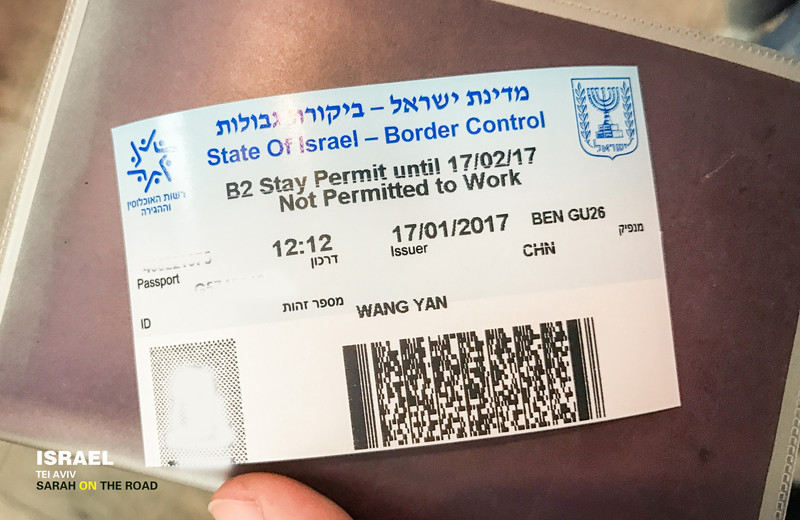 מדינת ישראל – ביקורת גבולות
State Of Israel – Border Control
רשות האוכלוסין
וההגירה
ישראל
B2 Stay Permit until 17/02/17
Not Permitted to Work
12:12 17/01/2017 BEN GU26
Passport דרכון Issuer CHN מנפיק
ID מספר זהות WANG YAN
ISRAEL
TEI AVIV
SARAH ON THE ROAD